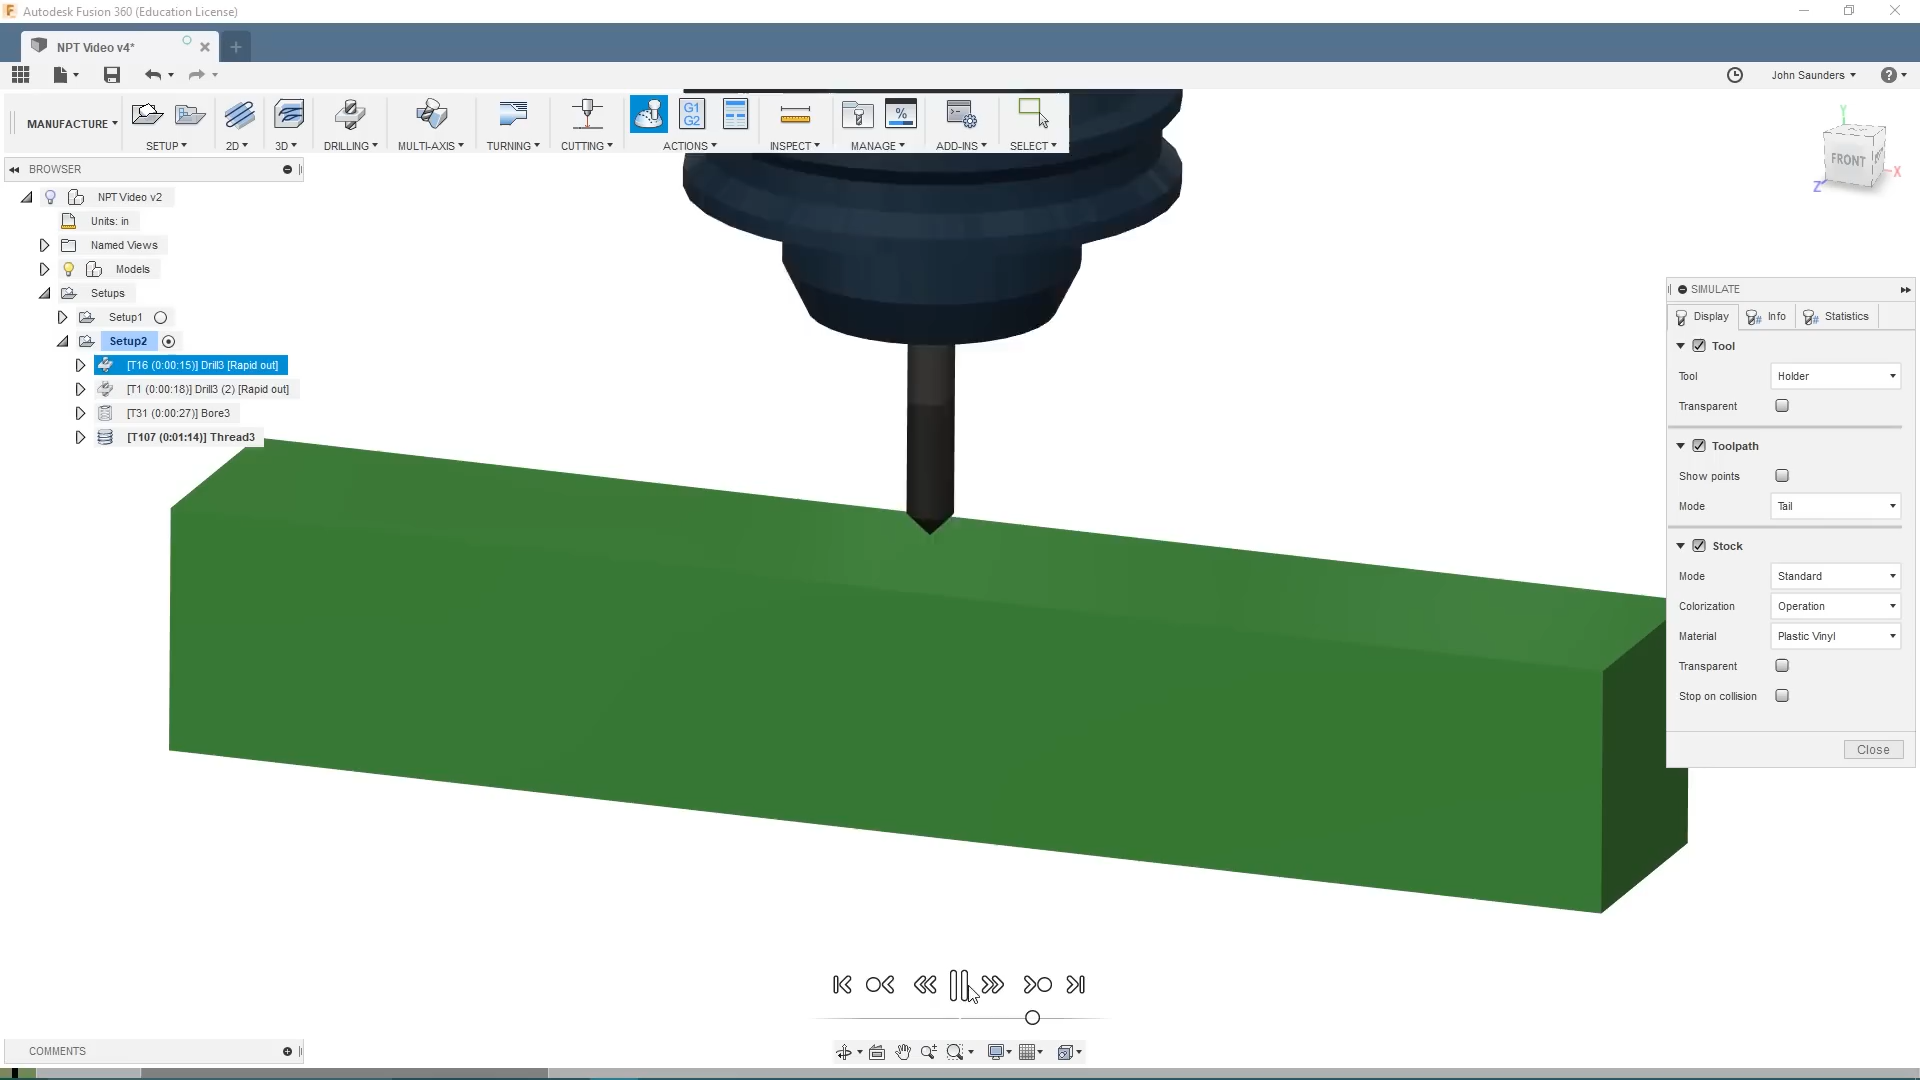 Autodesk Fusion 360 (Education License)
NPT Video v4*
John Saunders
MANUFACTURE
SETUP
2D
3D
DRILLING
MULTI-AXIS
TURNING
CUTTING
G1
G2
ACTIONS
INSPECT
%
MANAGE
ADD-INS
SELECT
BROWSER
NPT Video v2
Units: in
Named Views
Models
Setups
Setup1
Setup2
[T16 (0:00:15)] Drill3 [Rapid out]
[T1 (0:00:18)] Drill3 (2) [Rapid out]
[T31 (0:00:27)] Bore3
[T107 (0:01:14)] Thread3
Y
FRONT
X
Z
SIMULATE
Display
Info
Statistics
Tool
Tool Holder
Transparent
Toolpath
Show points
Mode Tail
Stock
Mode Standard
Colorization Operation
Material Plastic Vinyl
Transparent
Stop on collision
Close
COMMENTS